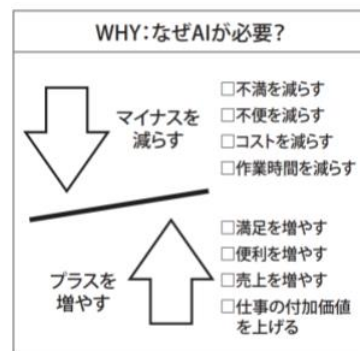 WHY:なぜAIが必要?
マイナスを
減らす
□不満を減らす
□不便を減らす
□コストを減らす
□作業時間を減らす
プラスを
増やす
□満足を増やす
□便利を増やす
□売上を増やす
□仕事の付加価値
を上げる